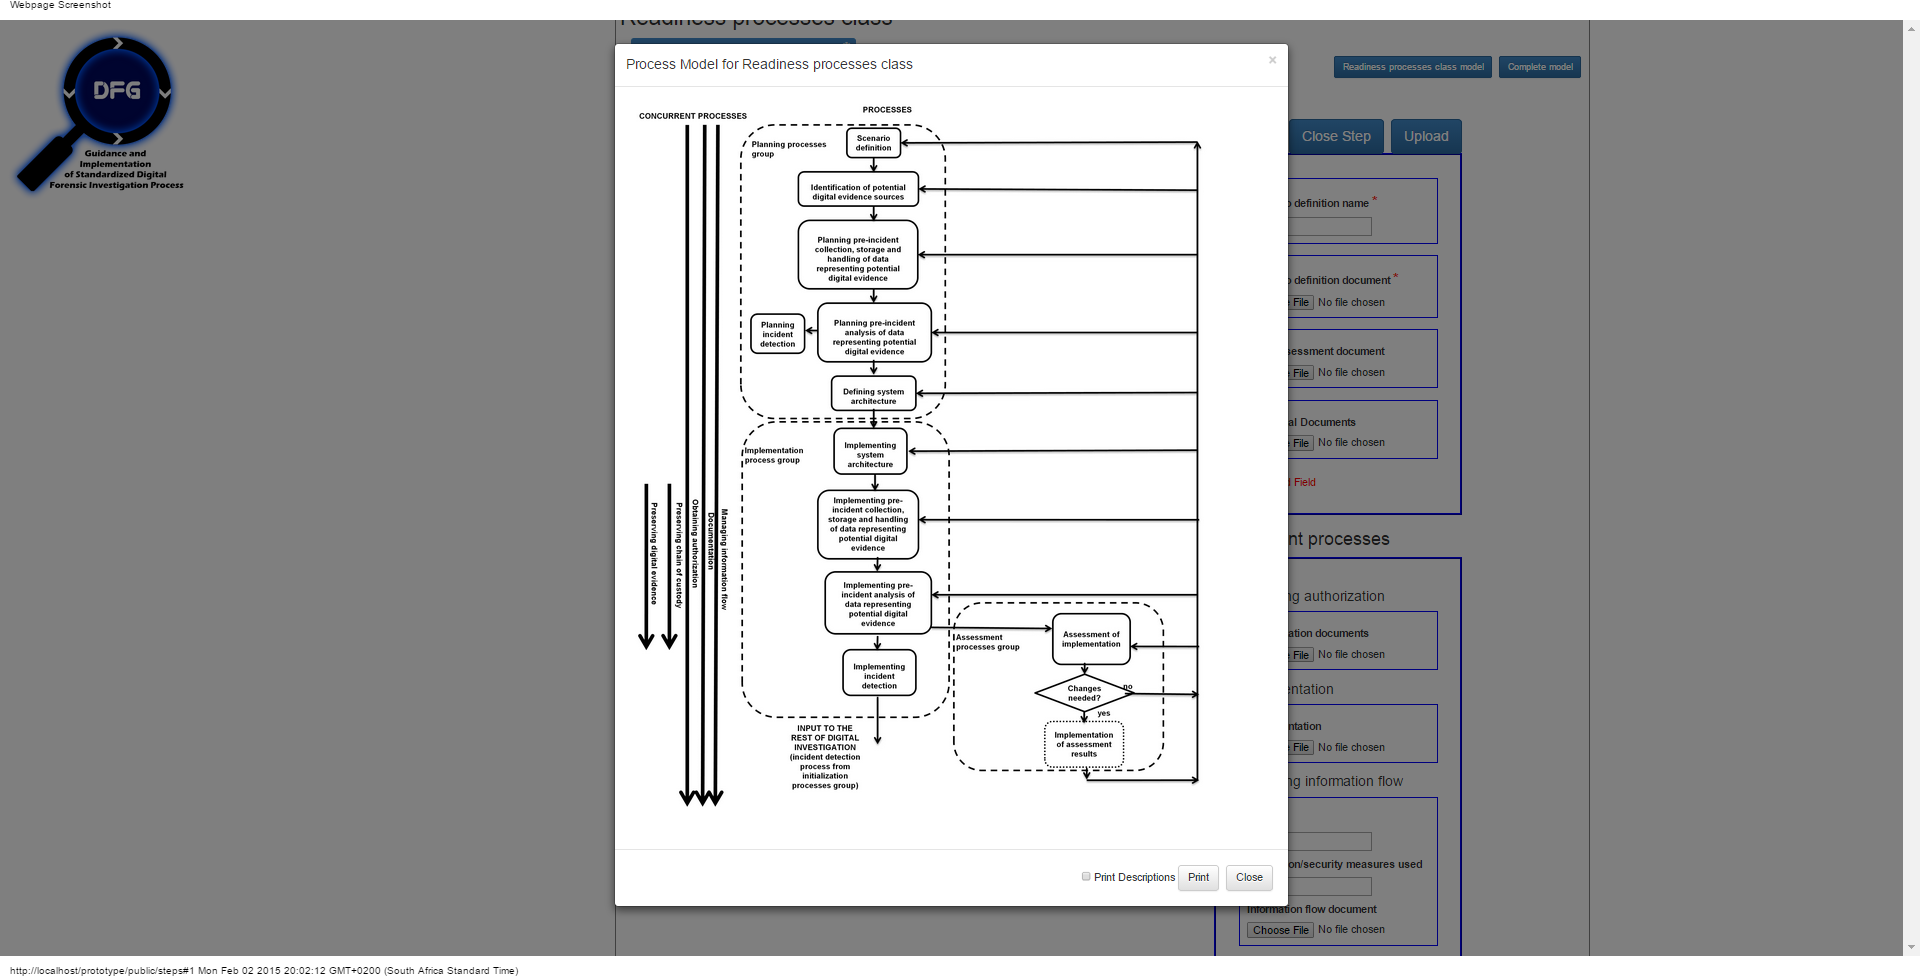 Webpage Screenshot
Readiness processes class
DFG
Guidance and
Implementation
of Standardized Digital
Forensic Investigation Process
Process Model for Readiness processes class
×
Readiness processes class model
Complete model
Close Step
Upload
CONCURRENT PROCESSES
PROCESSES
Planning processes
group
Scenario
definition
Identification of potential
digital evidence sources
Planning pre-incident
collection, storage and
handling of data
representing potential
digital evidence
Planning
incident
detection
Planning pre-incident
analysis of data
representing potential
digital evidence
Defining system
architecture
Implementation
process group
Implementing
system
architecture
Implementing pre-
incident collection,
storage and handling
of data representing
potential digital
evidence
Implementing pre-
incident analysis of
data representing
potential digital
evidence
Implementing
incident
detection
INPUT TO THE
REST OF DIGITAL
INVESTIGATION
(incident detection
process from
initialization
processes group)
Assessment
processes group
Assessment of
implementation
Changes
needed?
no
yes
Implementation
of assessment
results
Preserving digital evidence
Preserving chain of custody
Obtaining authorization
Documentation
Managing information flow
Print Descriptions
Print
Close
o definition name *
o definition document *
File No file chosen
sessment document
File No file chosen
al Documents
File No file chosen
d Field
nt processes
ng authorization
ation documents
File No file chosen
entation
ntation
File No file chosen
ng information flow
on/security measures used
Information flow document
Choose File No file chosen
http://localhost/prototype/public/steps#1 Mon Feb 02 2015 20:02:12 GMT+0200 (South Africa Standard Time)